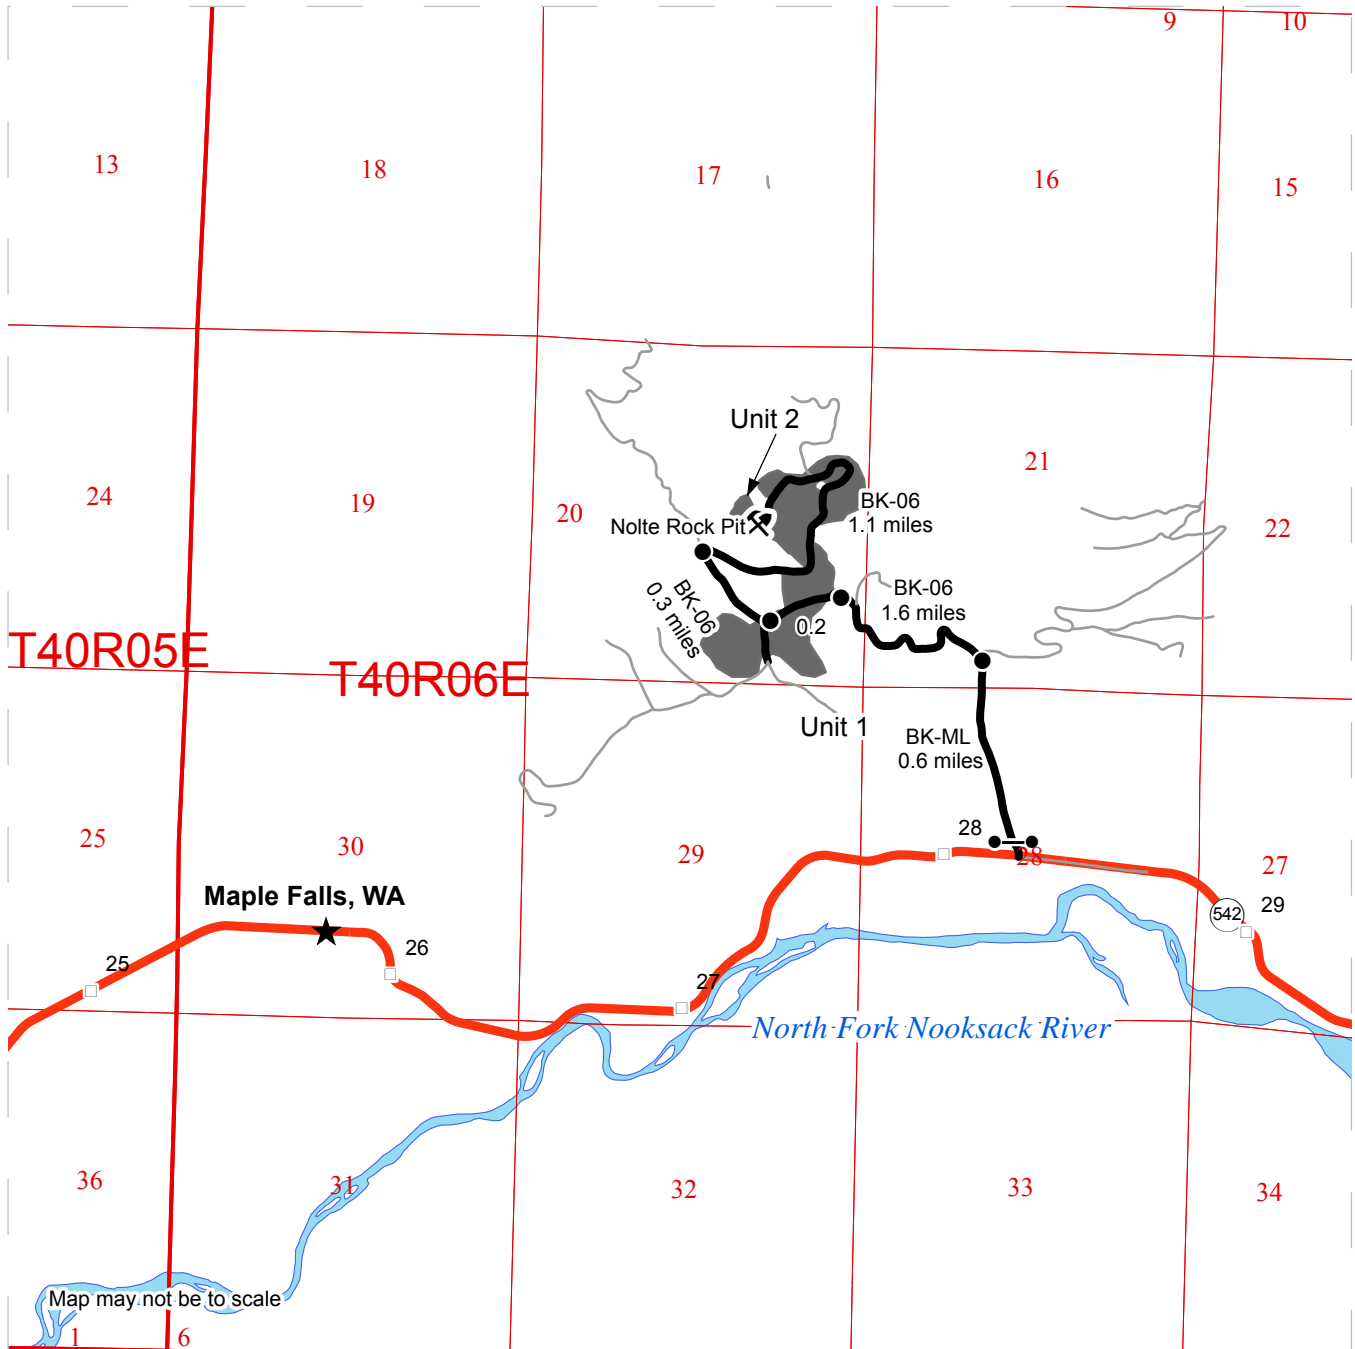 9
10
13
18
17
16
15
Unit 2
24
19
20
21
22
BK-06
1.1 miles
Nolte Rock Pit
BK-06
0.3 miles
BK-06
1.6 miles
0.2
T40R05E
T40R06E
Unit 1
BK-ML
0.6 miles
25
30
29
28
28
27
Maple Falls, WA
542
29
25
26
27
North Fork Nooksack River
36
31
32
33
34
Map may not be to scale
1
6